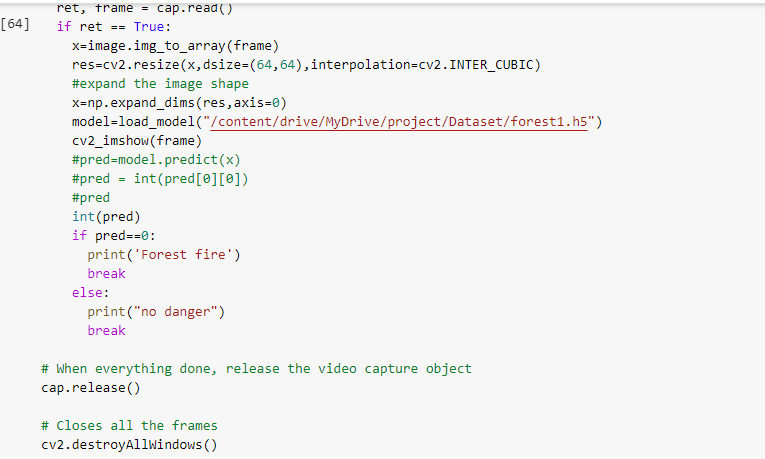 ret, frame = cap.read()
[64] if ret == True:
x=image.img_to_array(frame)
res=cv2.resize(x,dsize=(64,64),interpolation=cv2.INTER_CUBIC)
#expand the image shape
x=np.expand_dims(res,axis=0)
model=load_model("/content/drive/MyDrive/project/Dataset/forest1.h5")
cv2_imshow(frame)
#pred=model.predict(x)
#pred = int(pred[0][0])
#pred
int(pred)
if pred==0:
print('Forest fire')
break
else:
print("no danger")
break
# When everything done, release the video capture object
cap.release()
# Closes all the frames
cv2.destroyAllWindows()